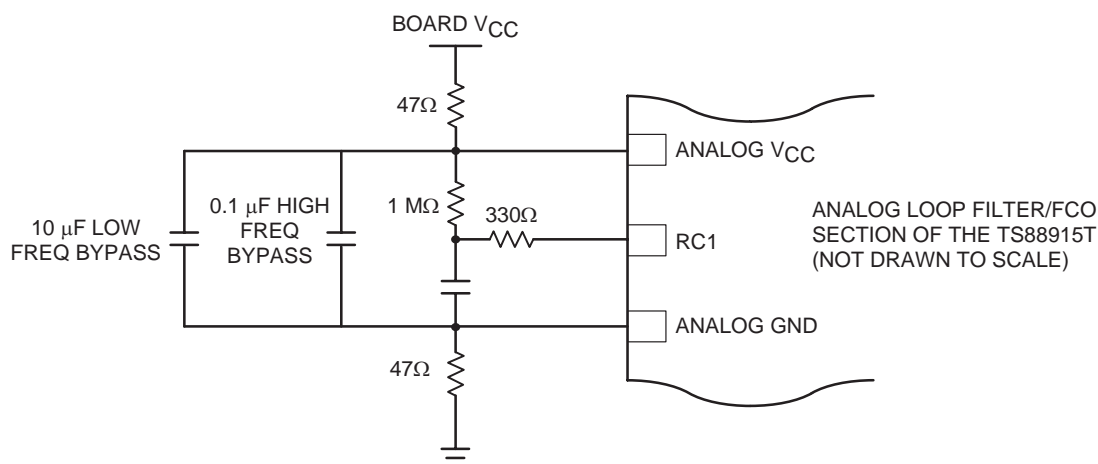 BOARD VCC
47Ω
ANALOG VCC
10 μF LOW
FREQ BYPASS
0.1 μF HIGH
FREQ
BYPASS
1 MΩ
330Ω
RC1
ANALOG LOOP FILTER/FCO
SECTION OF THE TS88915T
(NOT DRAWN TO SCALE)
ANALOG GND
47Ω